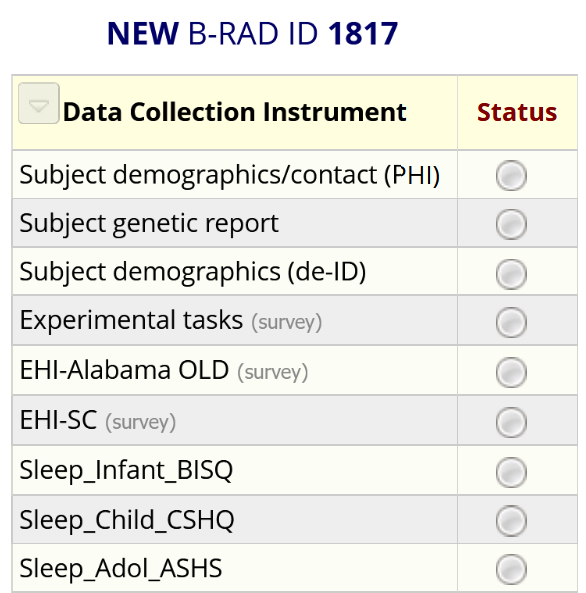 NEW B-RAD ID 1817
Data Collection Instrument Status
Subject demographics/contact (PHI)
Subject genetic report
Subject demographics (de-ID)
Experimental tasks (survey)
EHI-Alabama OLD (survey)
EHI-SC (survey)
Sleep_Infant_BISQ
Sleep_Child_CSHQ
Sleep_Adol_ASHS